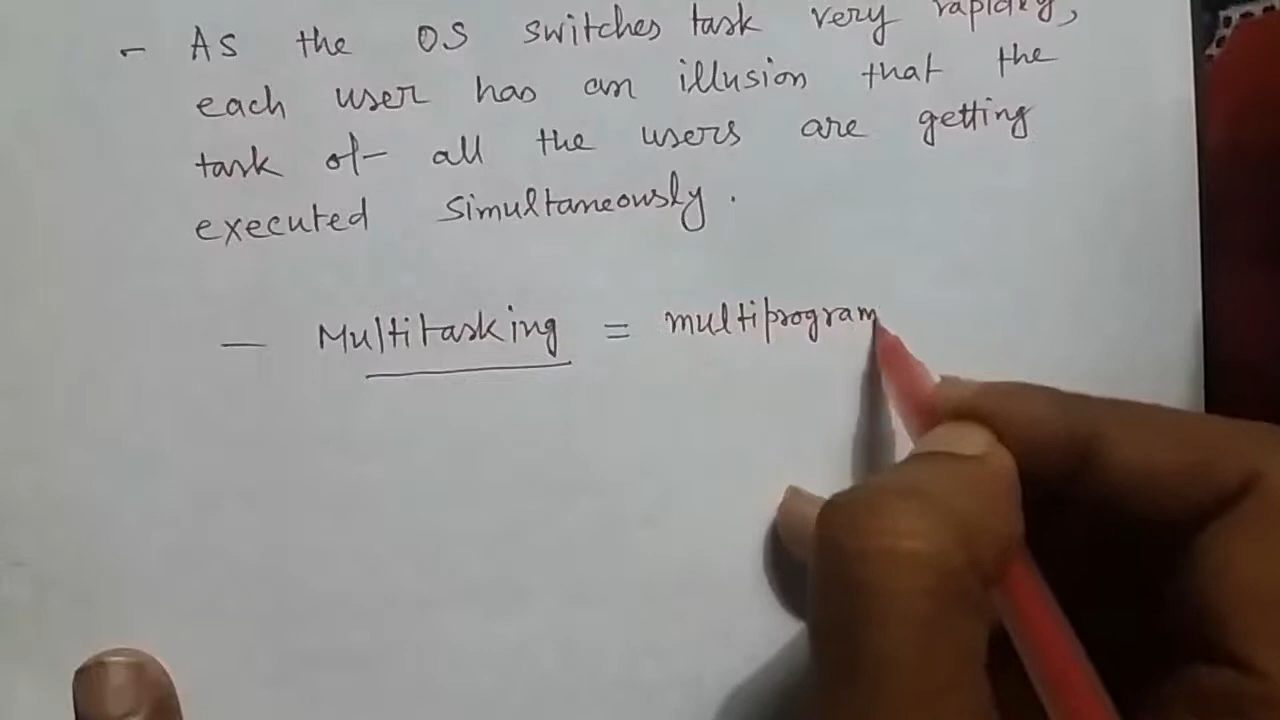 - As the OS switches task very rapidly,
each user has an illusion that the
task of all the users are getting
executed simultaneously.
- Multitasking = multiprogram